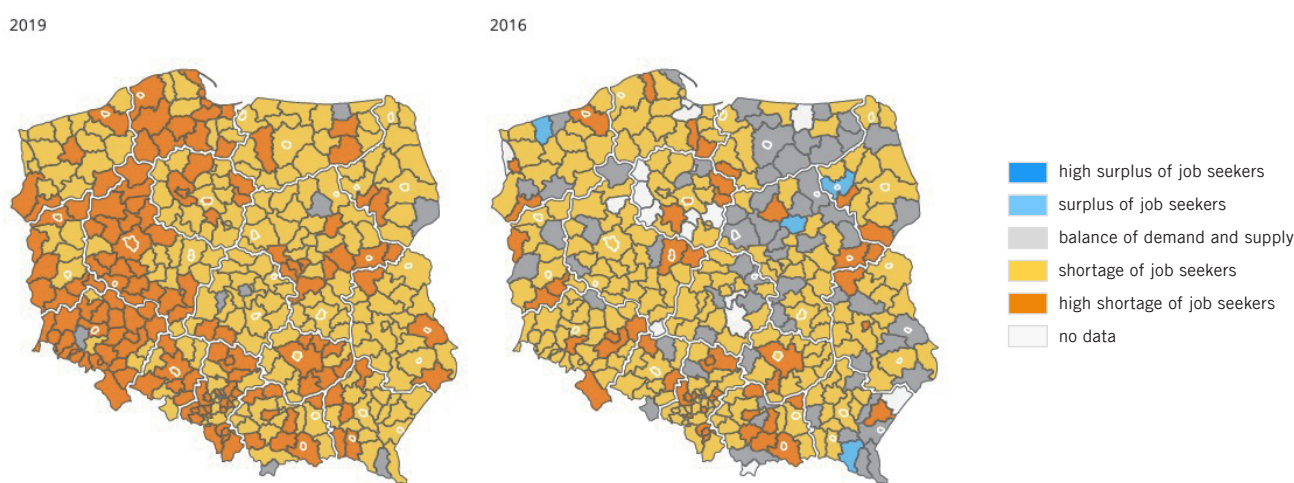 2019
2016
high surplus of job seekers
surplus of job seekers
balance of demand and supply
shortage of job seekers
high shortage of job seekers
no data